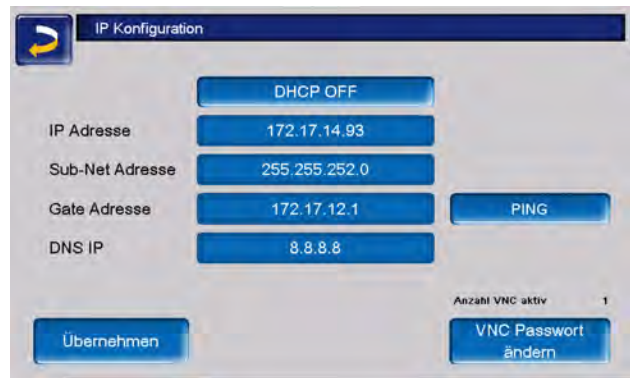 IP Konfiguration
DHCP OFF
IP Adresse 172.17.14.93
Sub-Net Adresse 255.255.252.0
Gate Adresse 172.17.12.1 PING
DNS IP 8.8.8.8
Anzahl VNC aktiv 1
Übernehmen
VNC Passwort
ändern